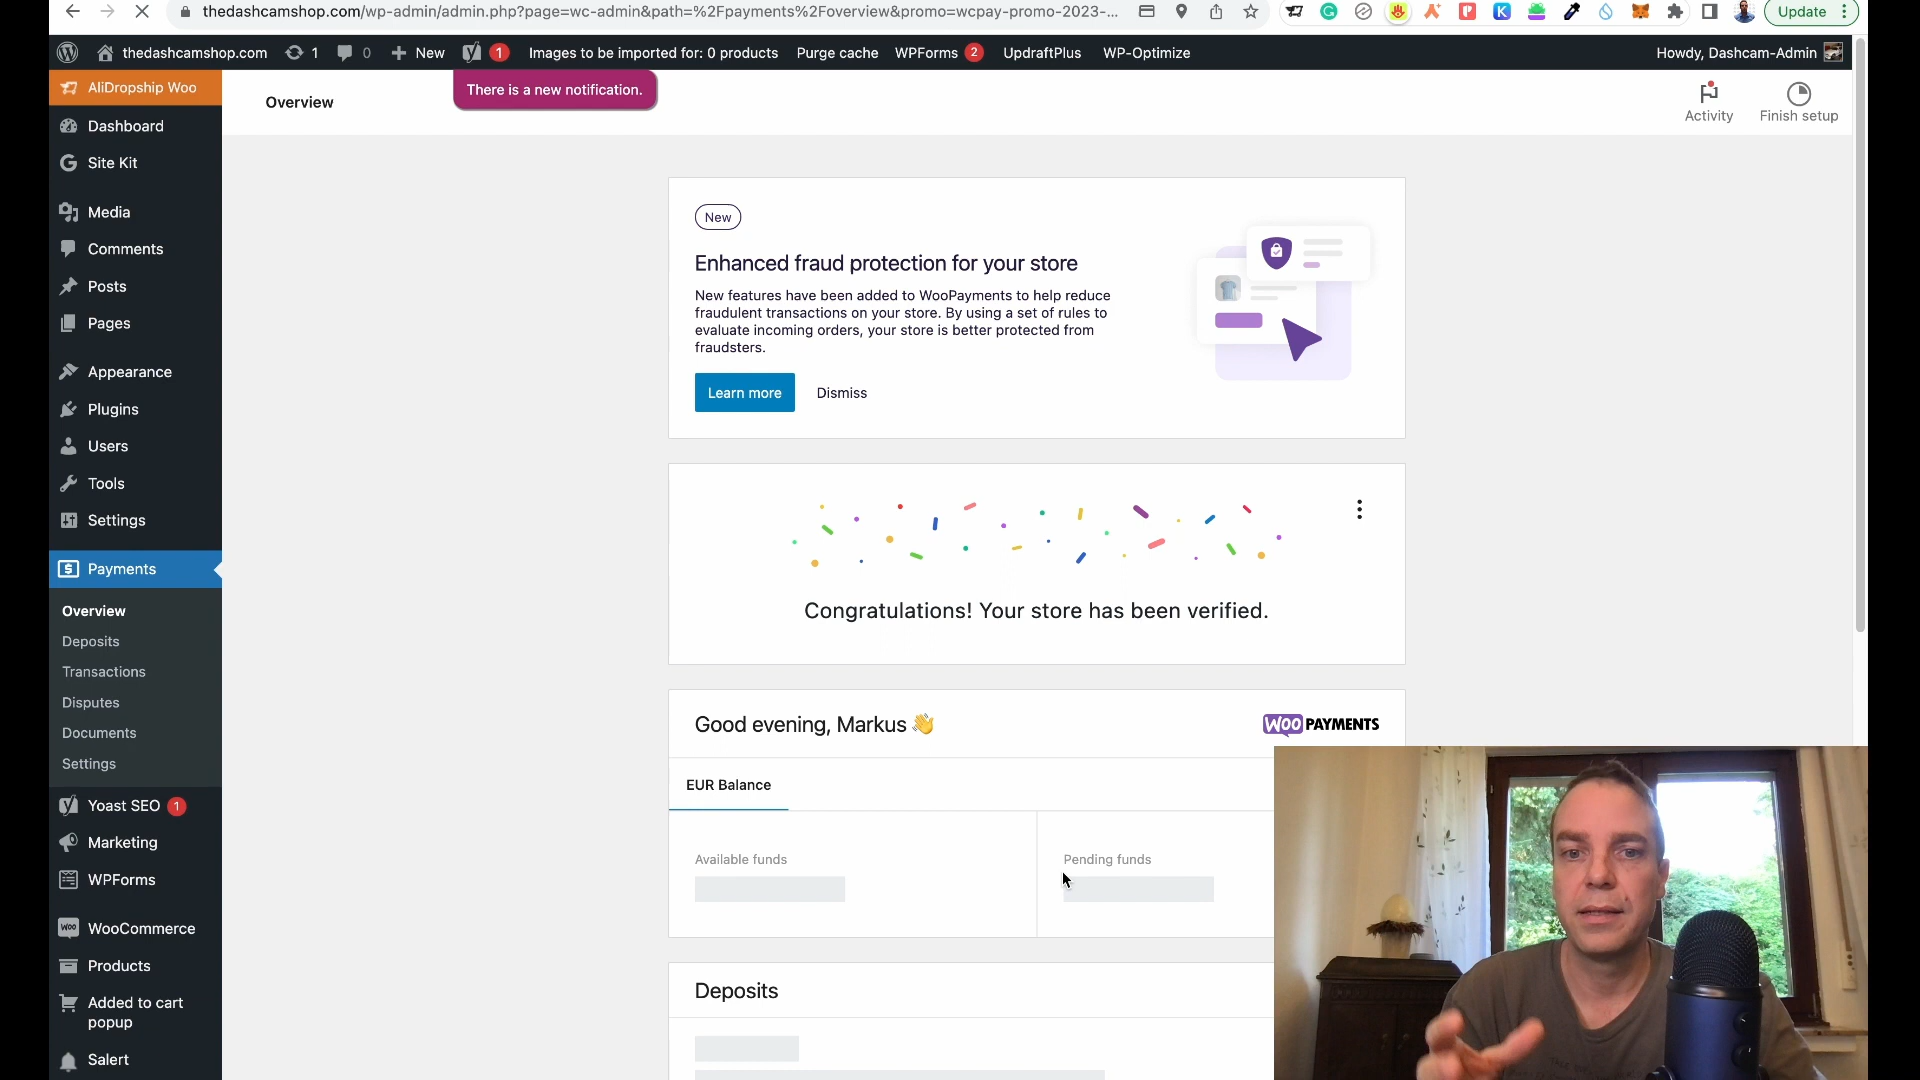 thedashcamshop.com/wp-admin/admin.php?page=wc-admin&path=%2Fpayments%2Foverview&promo=wcpay-promo-2023-...
Update
thedashcamshop.com
1
0
New
1
Images to be imported for: 0 products
Purge cache
WPForms 2
UpdraftPlus
WP-Optimize
Howdy, Dashcam-Admin
AliDropship Woo
Dashboard
Site Kit
Media
Comments
Posts
Pages
Appearance
Plugins
Users
Tools
Settings
Payments
Overview
Deposits
Transactions
Disputes
Documents
Settings
Yoast SEO 1
Marketing
WPForms
WooCommerce
Products
Added to cart
popup
Salert
Overview
There is a new notification.
Activity
Finish setup
New
Enhanced fraud protection for your store
New features have been added to WooPayments to help reduce
fraudulent transactions on your store. By using a set of rules to
evaluate incoming orders, your store is better protected from
fraudsters.
Learn more
Dismiss
Congratulations! Your store has been verified.
Good evening, Markus 👋
WOO PAYMENTS
EUR Balance
Available funds
Pending funds
Deposits